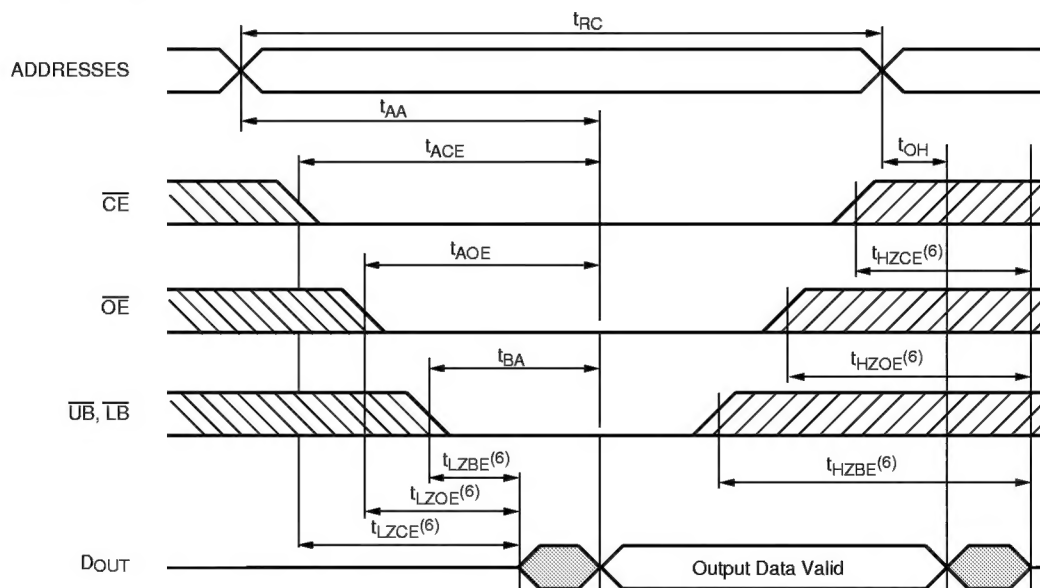 tRC
ADDRESSES
tAA
tACE
tOH
CE
tHZCE(6)
tAOE
OE
tBA
tHZOE(6)
UB, LB
tLZBE(6)
tHZBE(6)
tLZOE(6)
tLZCE(6)
DOUT
Output Data Valid